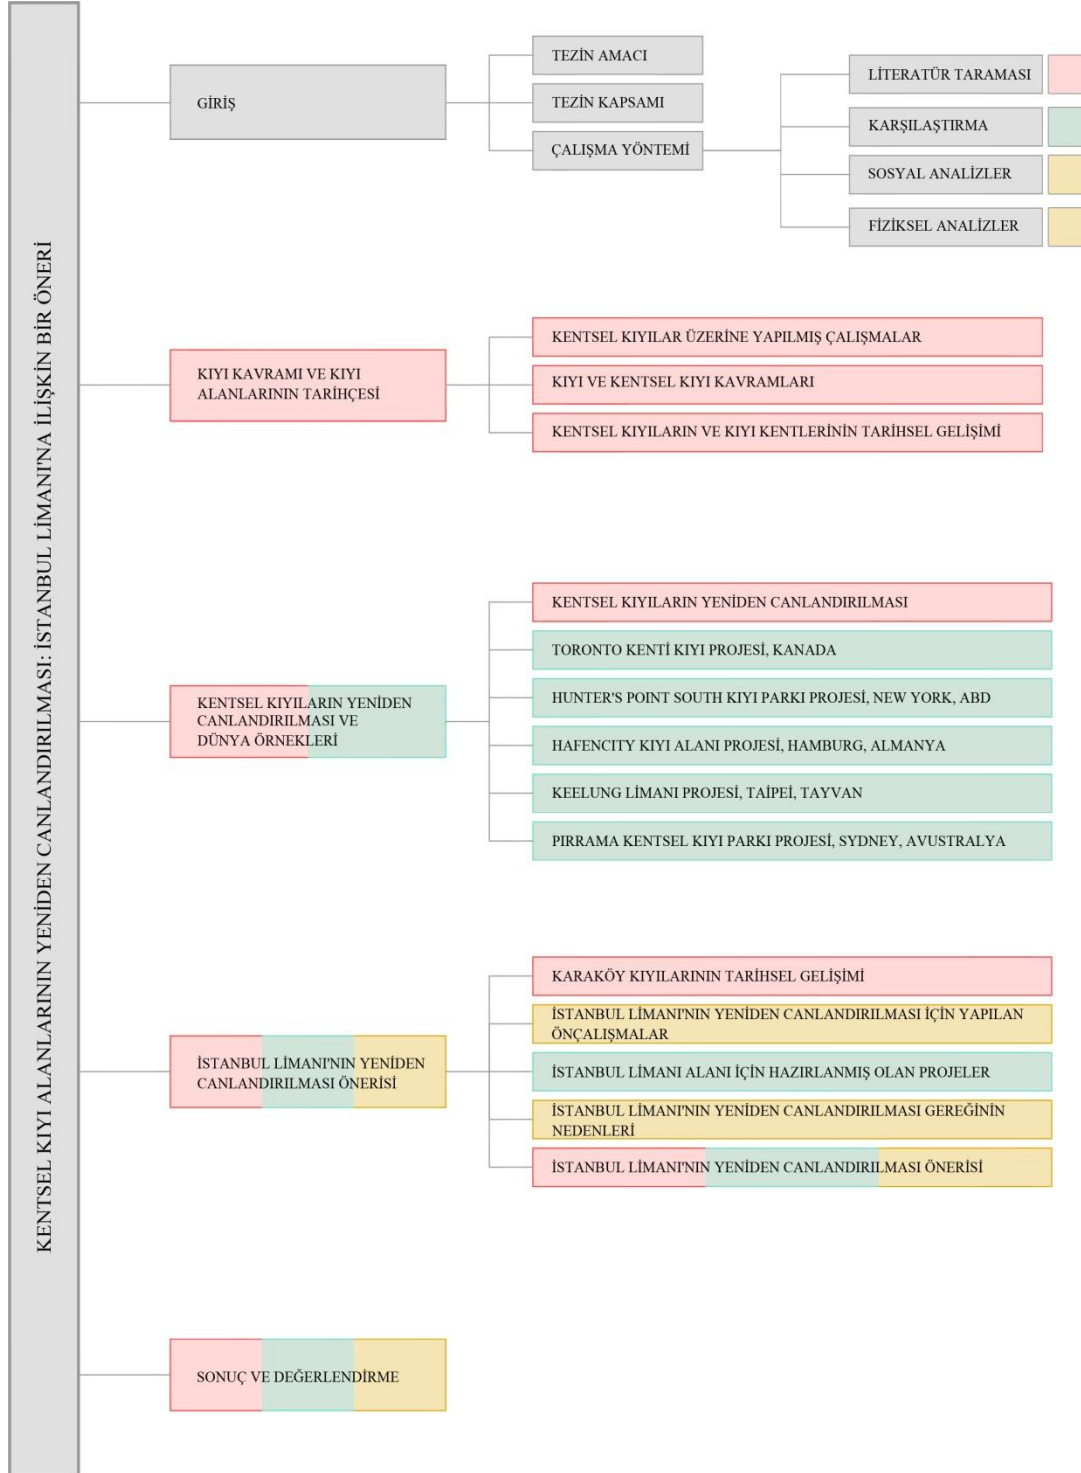 KENTSEL KIYI ALANLARININ YENİDEN CANLANDIRILMASI: İSTANBUL LİMANI'NA İLİŞKİN BİR ÖNERİ
GİRİŞ
TEZİN AMACI
TEZİN KAPSAMI
ÇALIŞMA YÖNTEMİ
LİTERATÜR TARAMASI
KARŞILAŞTIRMA
SOSYAL ANALİZLER
FİZİKSEL ANALİZLER
KIYI KAVRAMI VE KIYI
ALANLARININ TARİHÇESİ
KENTSEL KIYILAR ÜZERİNE YAPILMIŞ ÇALIŞMALAR
KIYI VE KENTSEL KIYI KAVRAMLARI
KENTSEL KIYILARIN VE KIYI KENTLERİNİN TARİHSEL GELİŞİMİ
KENTSEL KIYILARIN YENİDEN
CANLANDIRILMASI VE
DÜNYA ÖRNEKLERİ
KENTSEL KIYILARIN YENİDEN CANLANDIRILMASI
TORONTO KENTİ KIYI PROJESİ, KANADA
HUNTER'S POINT SOUTH KIYI PARKI PROJESİ, NEW YORK, ABD
HAFENCITY KIYI ALANI PROJESİ, HAMBURG, ALMANYA
KEELUNG LİMANI PROJESİ, TAİPEİ, TAYVAN
PIRRAMA KENTSEL KIYI PARKI PROJESİ, SYDNEY, AVUSTRALYA
İSTANBUL LİMANI'NIN YENİDEN
CANLANDIRILMASI ÖNERİSİ
KARAKÖY KIYILARININ TARİHSEL GELİŞİMİ
İSTANBUL LİMANI'NIN YENİDEN CANLANDIRILMASI İÇİN YAPILAN
ÖNÇALIŞMALAR
İSTANBUL LİMANI ALANI İÇİN HAZIRLANMIŞ OLAN PROJELER
İSTANBUL LİMANI'NIN YENİDEN CANLANDIRILMASI GEREĞİNİN
NEDENLERİ
İSTANBUL LİMANI'NIN YENİDEN CANLANDIRILMASI ÖNERİSİ
SONUÇ VE DEĞERLENDİRME